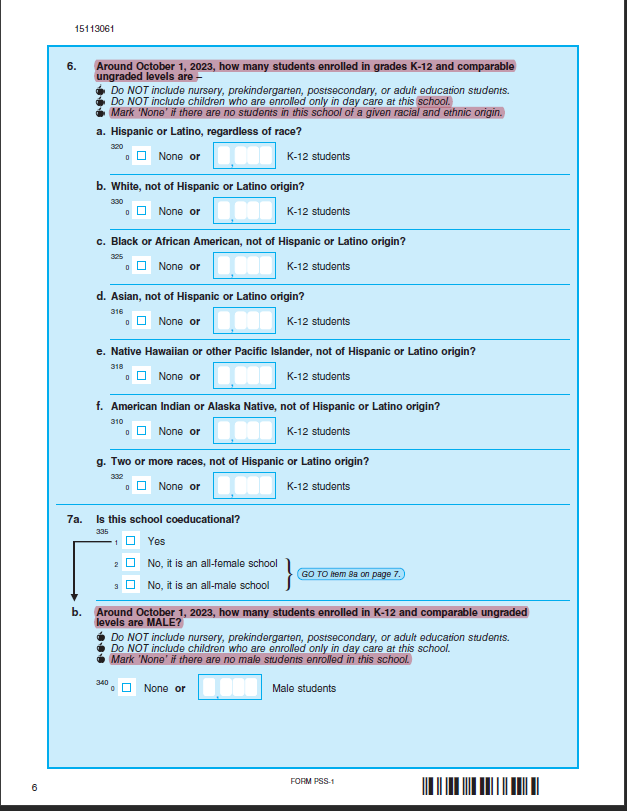 15113061
6. Around October 1, 2023, how many students enrolled in grades K-12 and comparable
ungraded levels are –
Do NOT include nursery, prekindergarten, postsecondary, or adult education students.
Do NOT include children who are enrolled only in day care at this school.
Mark 'None' if there are no students in this school of a given racial and ethnic origin.
a. Hispanic or Latino, regardless of race?
320
0 None or , K-12 students
b. White, not of Hispanic or Latino origin?
330
0 None or , K-12 students
c. Black or African American, not of Hispanic or Latino origin?
325
0 None or , K-12 students
d. Asian, not of Hispanic or Latino origin?
316
0 None or , K-12 students
e. Native Hawaiian or other Pacific Islander, not of Hispanic or Latino origin?
318
0 None or , K-12 students
f. American Indian or Alaska Native, not of Hispanic or Latino origin?
310
0 None or , K-12 students
g. Two or more races, not of Hispanic or Latino origin?
332
0 None or , K-12 students
7a. Is this school coeducational?
335
1 Yes
2 No, it is an all-female school
3 No, it is an all-male school
GO TO item 8a on page 7.
b. Around October 1, 2023, how many students enrolled in K-12 and comparable ungraded
levels are MALE?
Do NOT include nursery, prekindergarten, postsecondary, or adult education students.
Do NOT include children who are enrolled only in day care at this school.
Mark 'None' if there are no male students enrolled in this school.
340
0 None or , Male students
6
FORM PSS-1